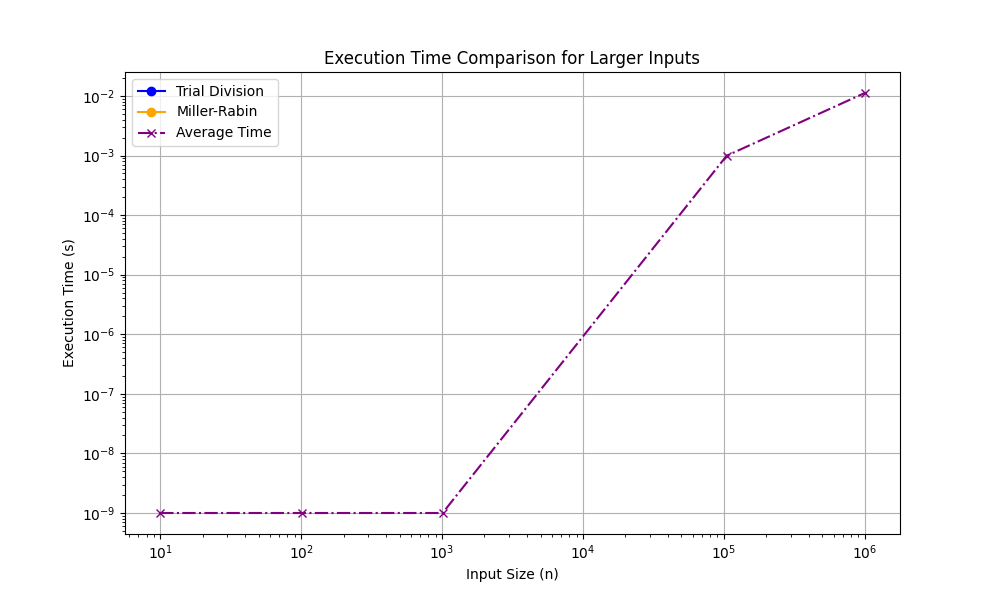 Execution Time Comparison for Larger Inputs
Trial Division
Miller-Rabin
Average Time
10⁻²
10⁻³
10⁻⁴
10⁻⁵
10⁻⁶
10⁻⁷
10⁻⁸
10⁻⁹
Execution Time (s)
10¹ 10² 10³ 10⁴ 10⁵ 10⁶
Input Size (n)